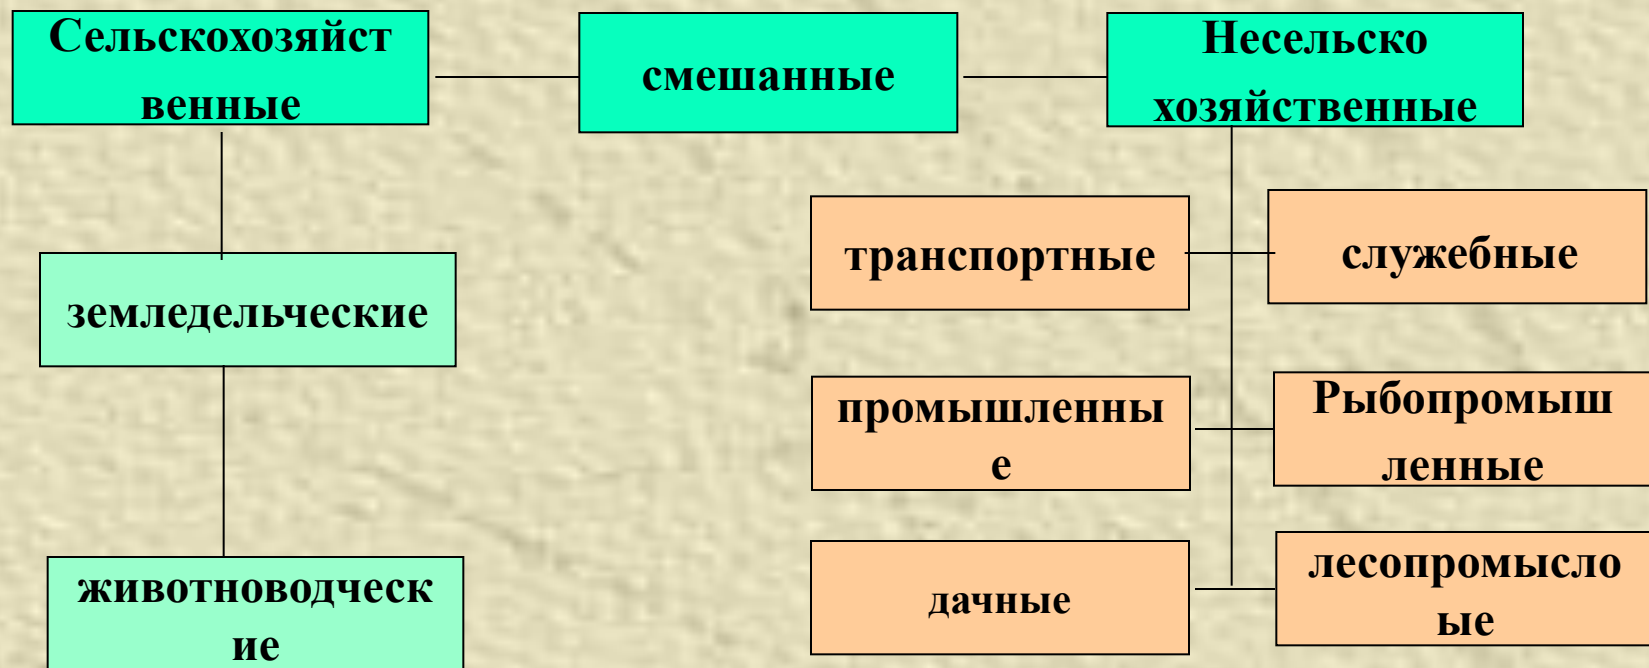 Сельскохозяйст
венные
смешанные
Несельско
хозяйственные
транспортные
служебные
земледельческие
промышленны
е
Рыбопромыш
ленные
животноводческ
ие
дачные
лесопромысло
ые